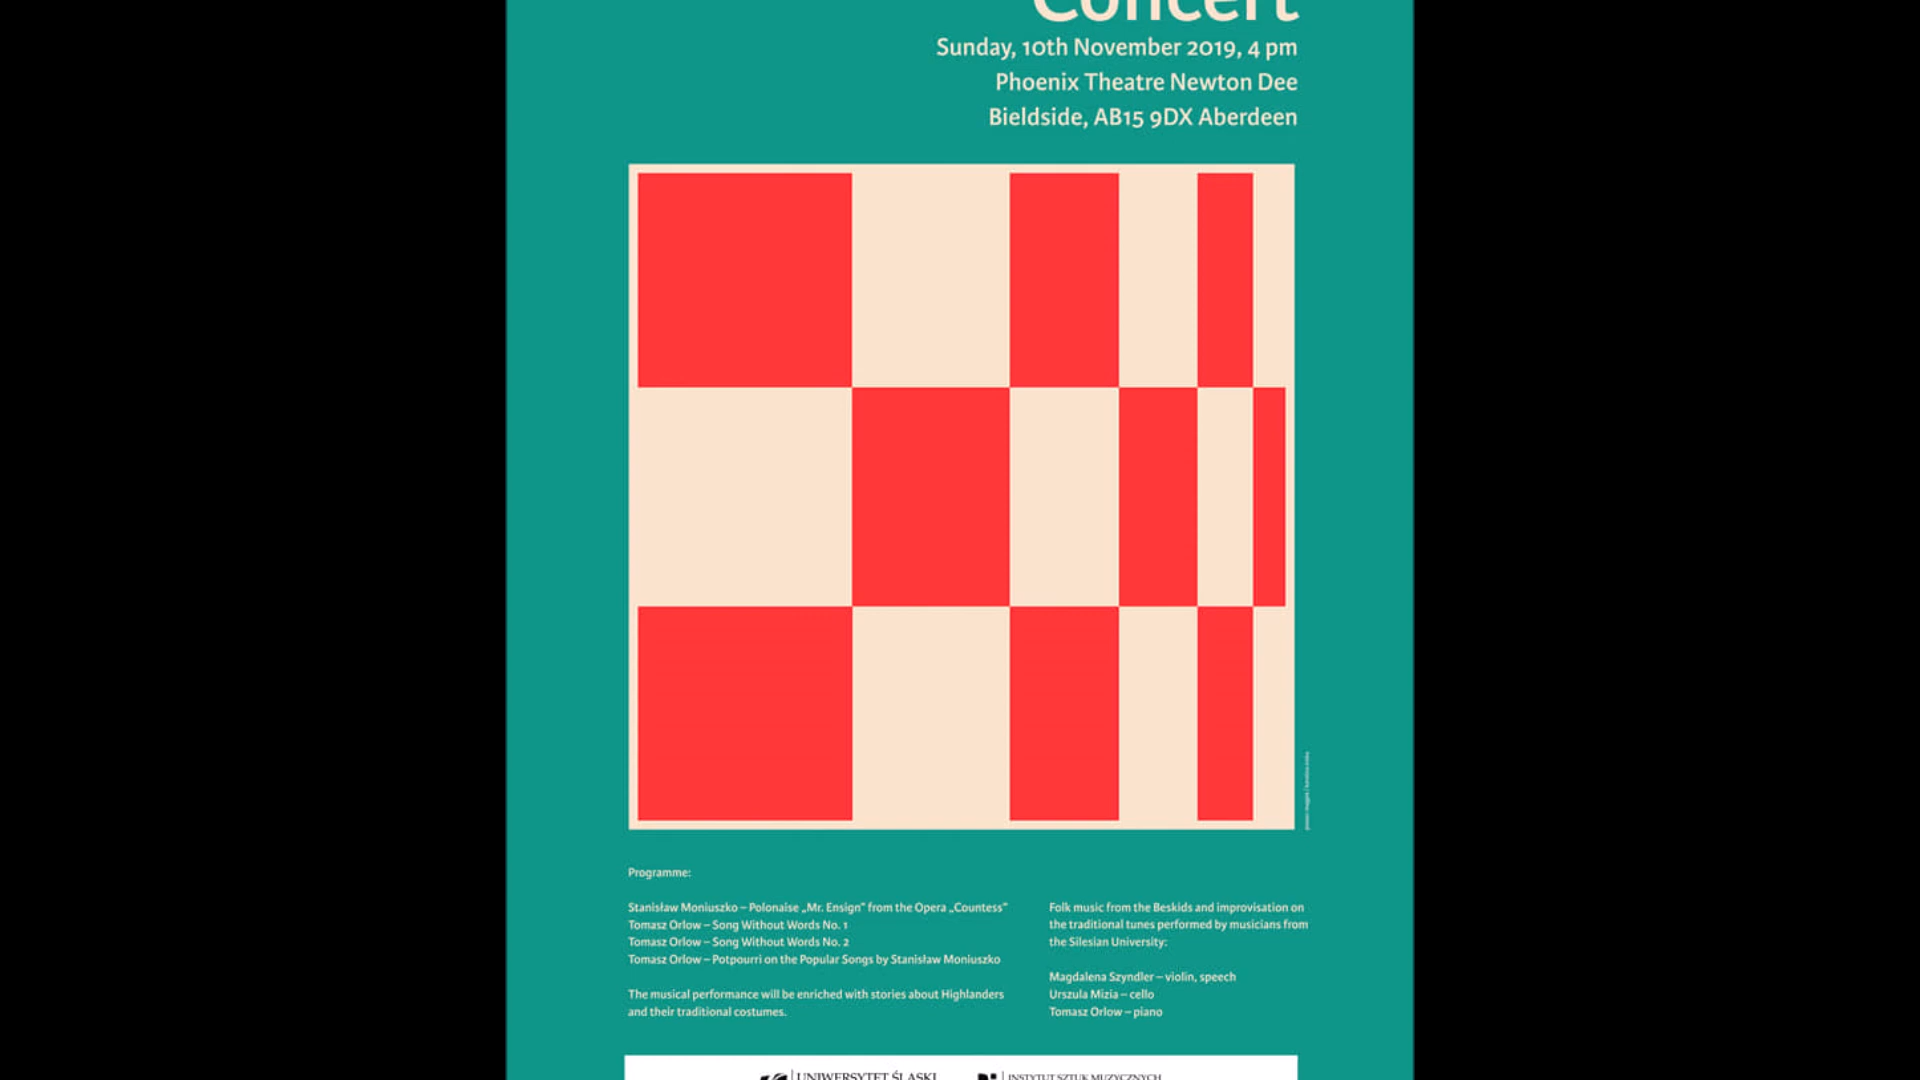 Concert
Sunday, 10th November 2019, 4 pm
Phoenix Theatre Newton Dee
Bieldside, AB15 9DX Aberdeen
Programme:
Stanisław Moniuszko – Polonaise „Mr. Ensign” from the Opera „Countess”
Tomasz Orlow – Song Without Words No. 1
Tomasz Orlow – Song Without Words No. 2
Tomasz Orlow – Potpourri on the Popular Songs by Stanisław Moniuszko
The musical performance will be enriched with stories about Highlanders
and their traditional costumes.
Folk music from the Beskids and improvisation on
the traditional tunes performed by musicians from
the Silesian University:
Magdalena Szyndler – violin, speech
Urszula Mizia – cello
Tomasz Orlow – piano
UNIWERSYTET ŚLĄSKI
INSTYTUT SZTUK MUZYCZNYCH